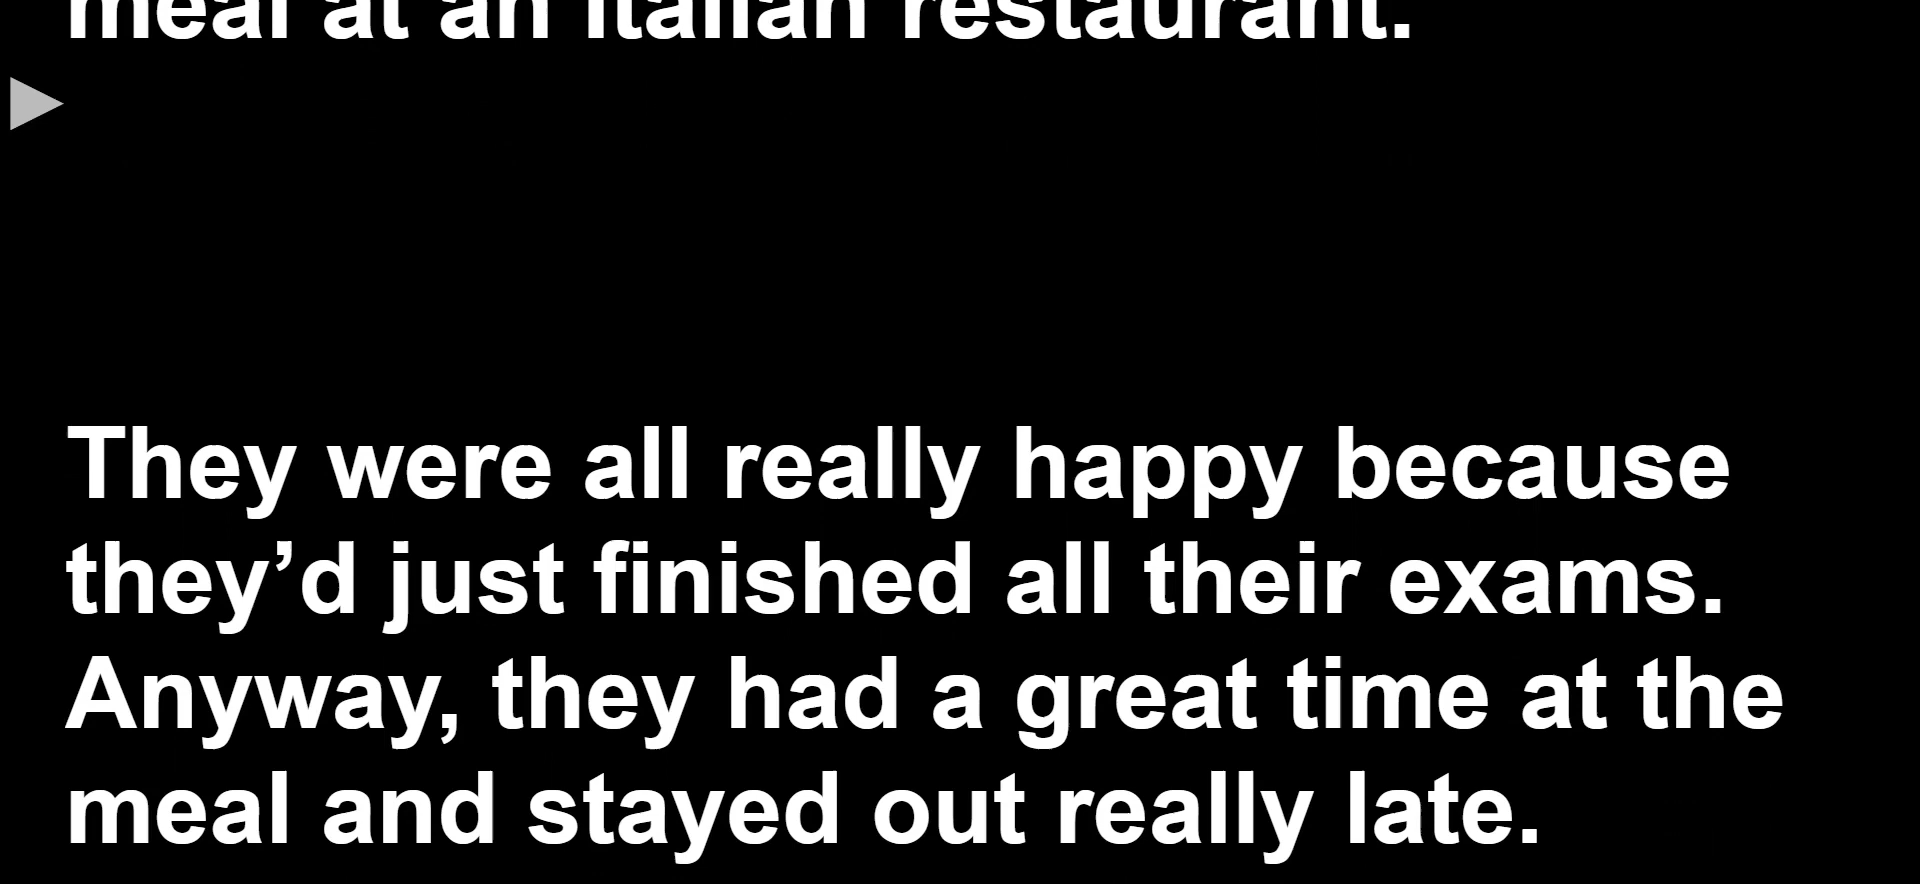 meal at an Italian restaurant.
They were all really happy because
they’d just finished all their exams.
Anyway, they had a great time at the
meal and stayed out really late.